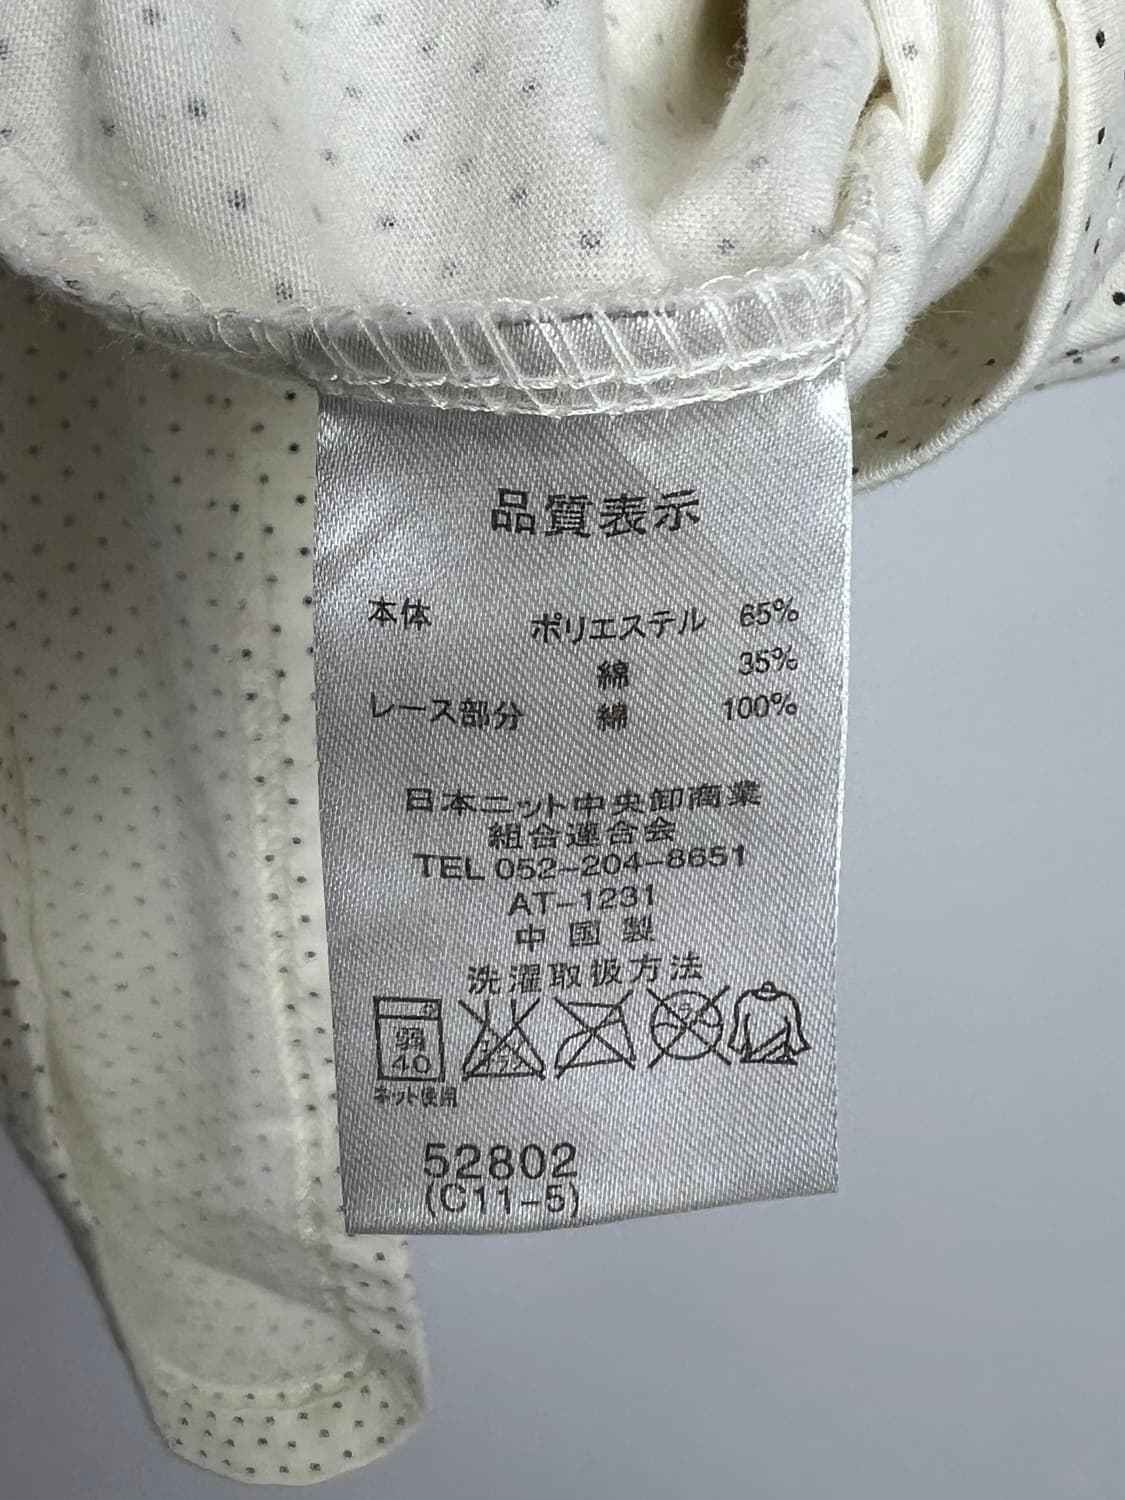 品質表示
本体 ポリエステル 65%
綿 35%
レース部分 綿 100%
日本ニット中央卸商業
組合連合会
TEL 052-204-8651
AT-1231
中国製
洗濯取扱方法
弱
40
ネット使用
52802
(C11-5)